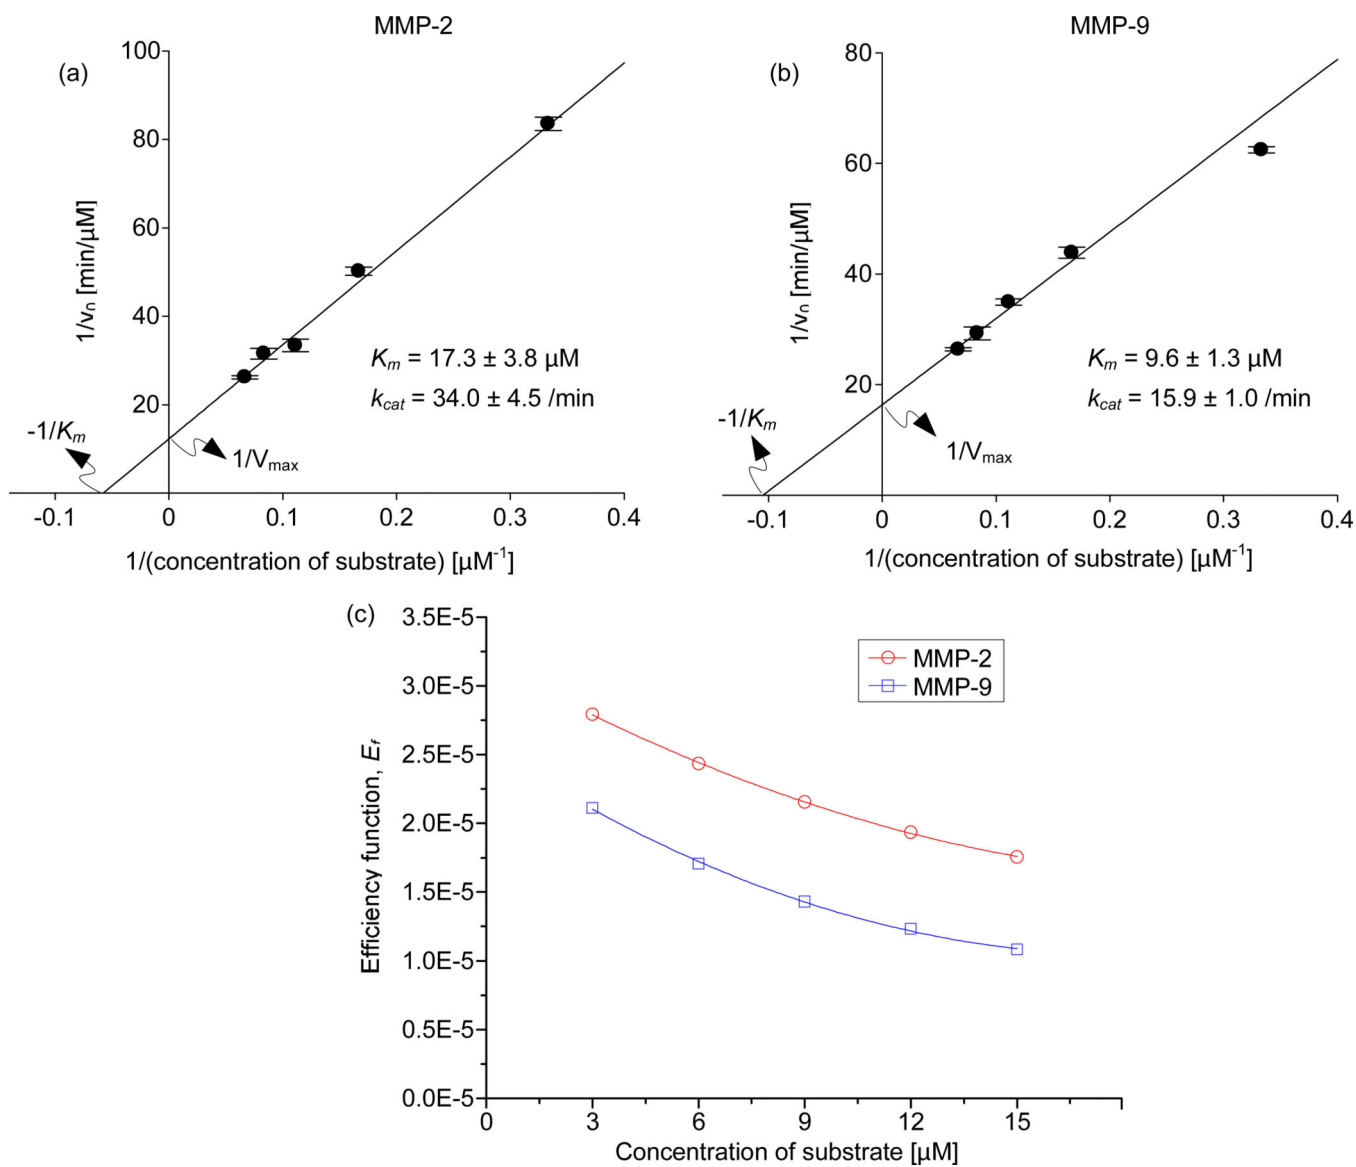 MMP-2
(a)
100
80
60
40
20
1/vₙ [min/µM]
Kₘ = 17.3 ± 3.8 µM
k_cat = 34.0 ± 4.5 /min
-1/Kₘ
1/V_max
-0.1 0 0.1 0.2 0.3 0.4
1/(concentration of substrate) [µM⁻¹]
MMP-9
(b)
80
60
40
20
1/vₙ [min/µM]
Kₘ = 9.6 ± 1.3 µM
k_cat = 15.9 ± 1.0 /min
-1/Kₘ
1/V_max
-0.1 0 0.1 0.2 0.3 0.4
1/(concentration of substrate) [µM⁻¹]
(c)
3.5E-5
3.0E-5
2.5E-5
2.0E-5
1.5E-5
1.0E-5
0.5E-5
0.0E-5
Efficiency function, E_f
MMP-2
MMP-9
0 3 6 9 12 15
Concentration of substrate [µM]